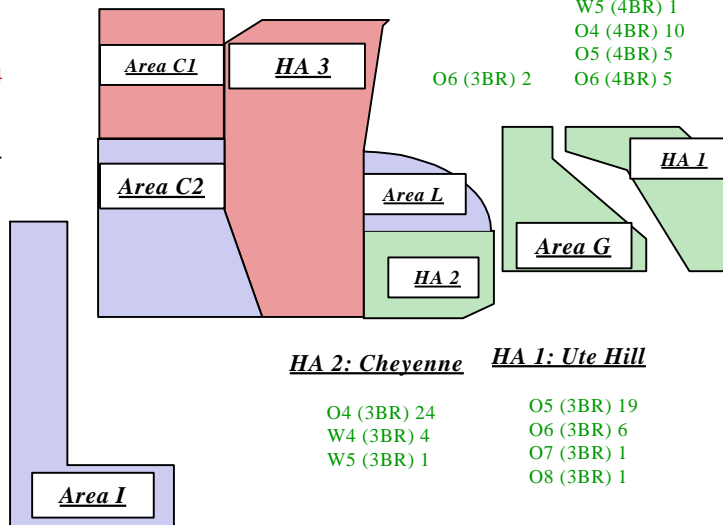 W5 (4BR) 1
O4 (4BR) 10
O5 (4BR) 5
O6 (3BR) 2
O6 (4BR) 5
Area C1
HA 3
HA 1
Area C2
Area L
Area G
HA 2
HA 2: Cheyenne
HA 1: Ute Hill
O4 (3BR) 24
W4 (3BR) 4
W5 (3BR) 1
O5 (3BR) 19
O6 (3BR) 6
O7 (3BR) 1
O8 (3BR) 1
Area I